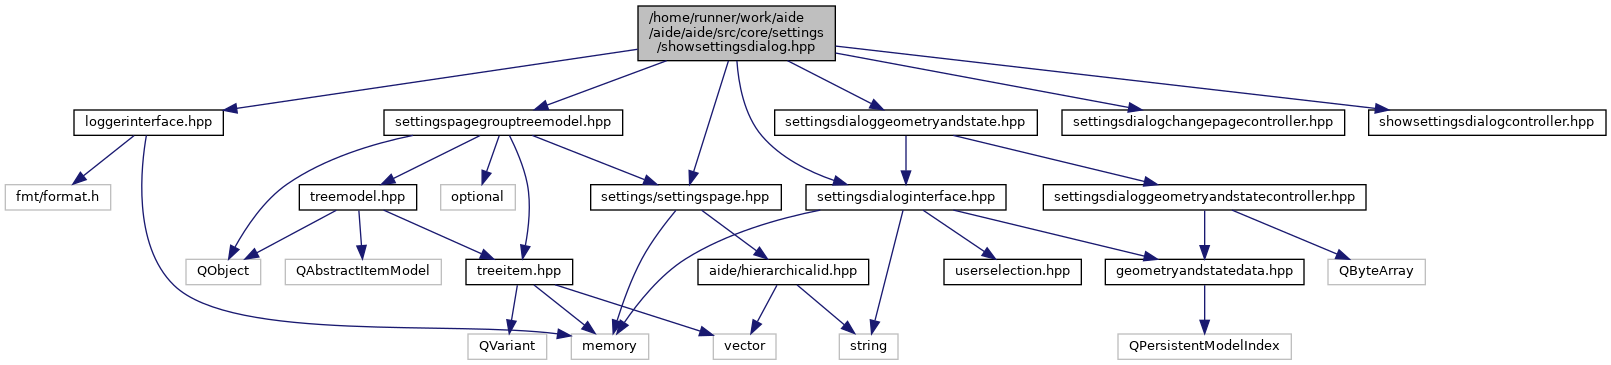 /home/runner/work/aide
/aide/aide/src/core/settings
/showsettingsdialog.hpp
loggerinterface.hpp
settingspagegrouptreemodel.hpp
settingsdialoggeometryandstate.hpp
settingsdialogchangepagecontroller.hpp
showsettingsdialogcontroller.hpp
fmt/format.h
treemodel.hpp
optional
settings/settingspage.hpp
settingsdialoginterface.hpp
settingsdialoggeometryandstatecontroller.hpp
QObject
QAbstractItemModel
treeitem.hpp
aide/hierarchicalid.hpp
userselection.hpp
geometryandstatedata.hpp
QByteArray
QVariant
memory
vector
string
QPersistentModelIndex